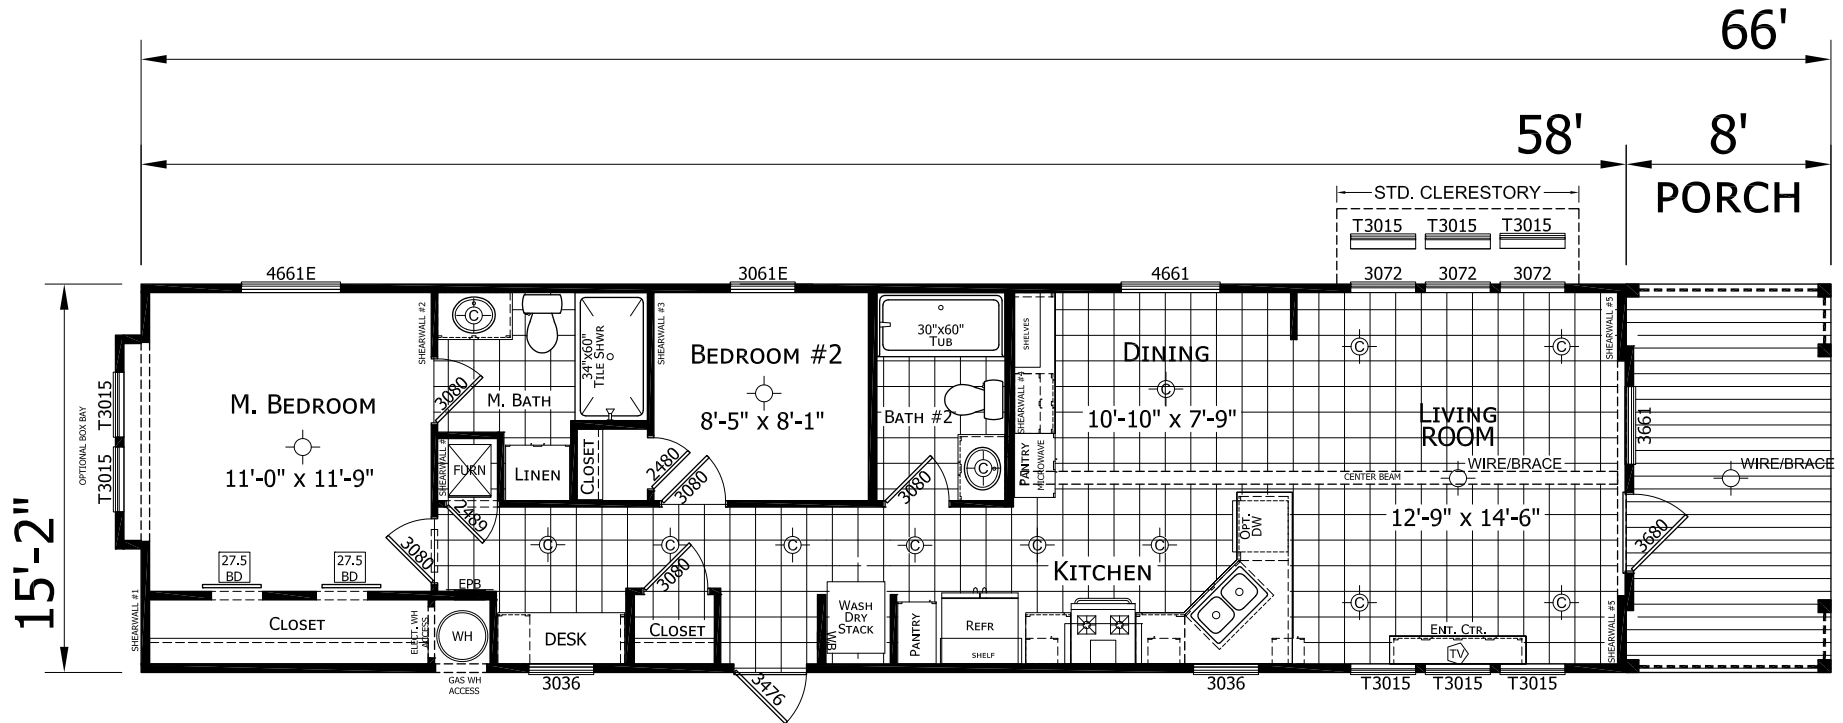 66'
58'
8'
PORCH
STD. CLERESTORY
T3015
T3015
T3015
4661E
3061E
4661
3072
3072
3072
15'-2"
OPTIONAL BOX BAY
T3015
T3015
M. BEDROOM
11'-0" x 11'-9"
27.5
BD
27.5
BD
SHEARWALL #1
CLOSET
SHEARWALL #2
C
3080
M. BATH
34"x60"
TILE SHWR
FURN
LINEN
CLOSET
2489
3080
EPB
ELECT. WH
ACCESS
WH
GAS WH
ACCESS
SHEARWALL #3
BEDROOM #2
8'-5" x 8'-1"
2480
3080
30"x60"
TUB
BATH #2
C
3080
SHELVES
PANTRY
MICROWAVE
DINING
C
10'-10" x 7'-9"
C
C
C
C
C
C
DESK
3036
3080
CLOSET
3476
WASH
DRY
STACK
WB
PANTRY
REFR
SHELF
KITCHEN
OPT.
DW
3036
C
C
LIVING
ROOM
WIRE/BRACE
CENTER BEAM
12'-9" x 14'-6"
C
C
ENT. CTR.
TV
T3015
T3015
T3015
SHEARWALL #5
SHEARWALL #5
3661
3680
WIRE/BRACE